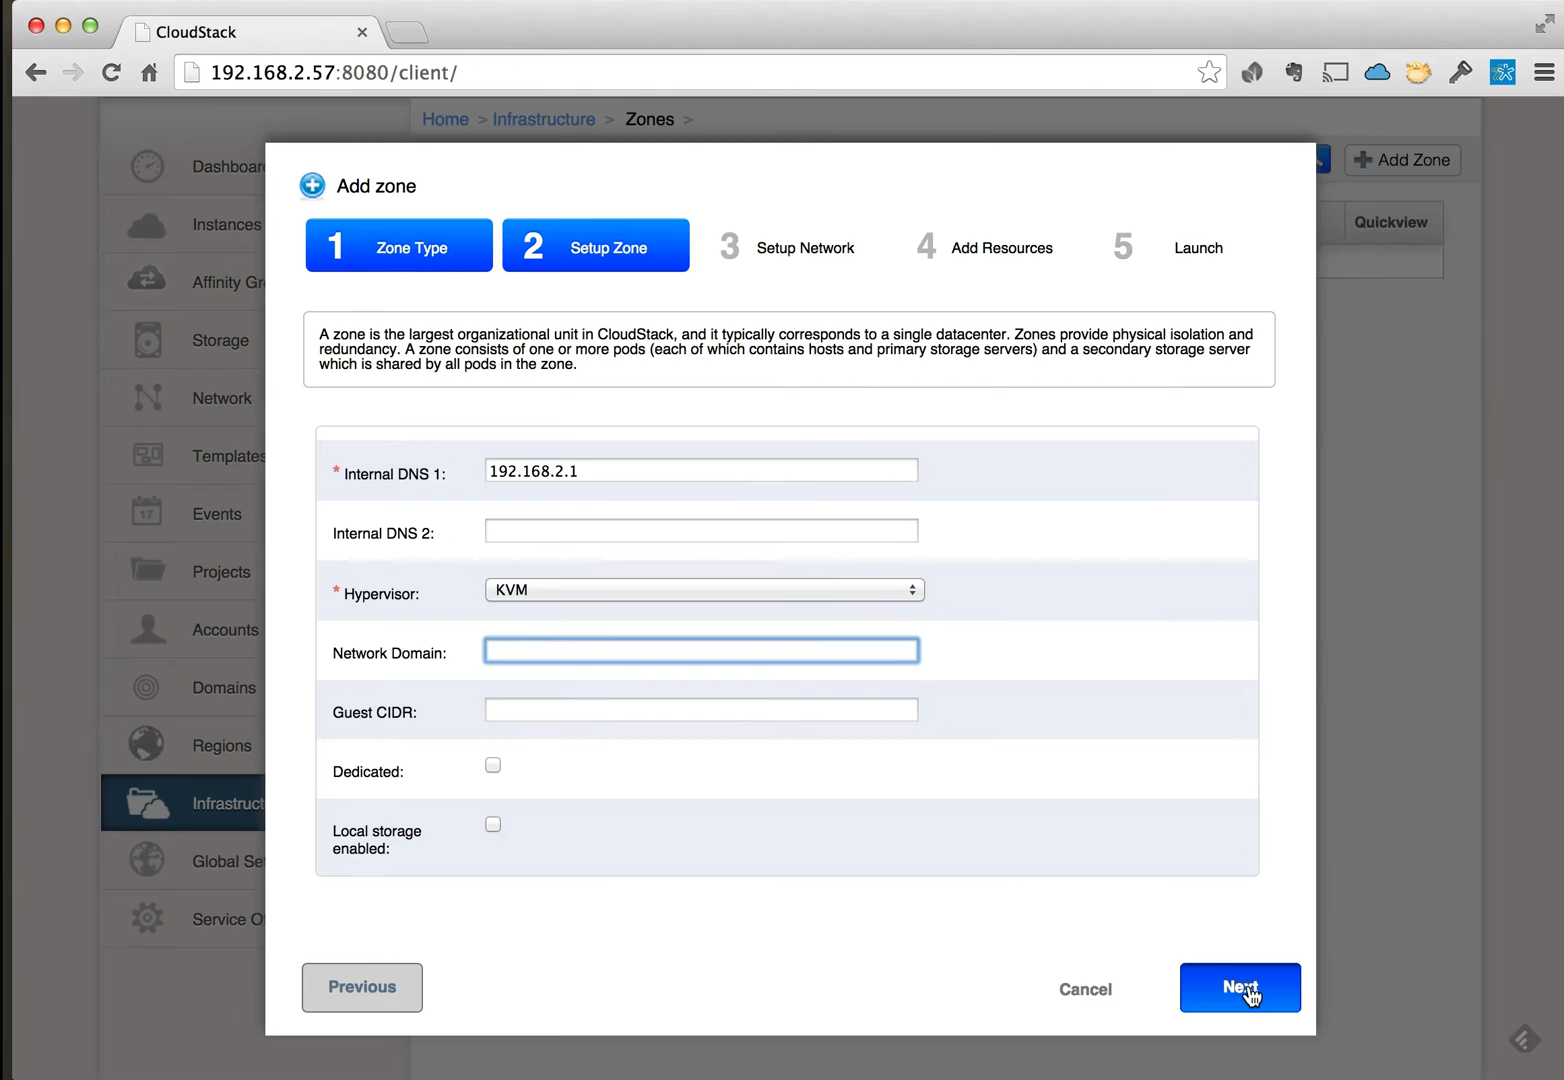 CloudStack
192.168.2.57:8080/client/
Home > Infrastructure > Zones >
Add Zone
Quickview
Dashboar
Instances
Affinity Gr
Storage
Network
Templates
17
Events
Projects
Accounts
Domains
Regions
Infrastruct
Global Se
Service O
Add zone
1 Zone Type
2 Setup Zone
3 Setup Network
4 Add Resources
5 Launch
A zone is the largest organizational unit in CloudStack, and it typically corresponds to a single datacenter. Zones provide physical isolation and
redundancy. A zone consists of one or more pods (each of which contains hosts and primary storage servers) and a secondary storage server
which is shared by all pods in the zone.
* Internal DNS 1: 192.168.2.1
Internal DNS 2:
* Hypervisor: KVM
Network Domain:
Guest CIDR:
Dedicated:
Local storage
enabled:
Previous
Cancel
Next